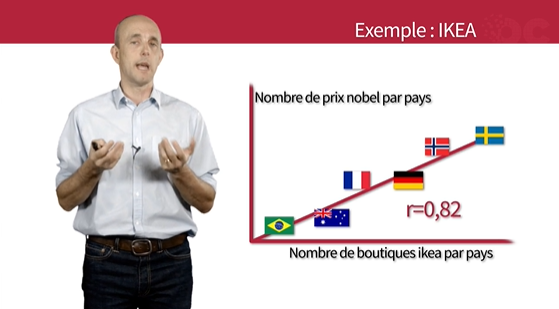 Exemple : IKEA
Nombre de prix nobel par pays
r=0,82
Nombre de boutiques ikea par pays